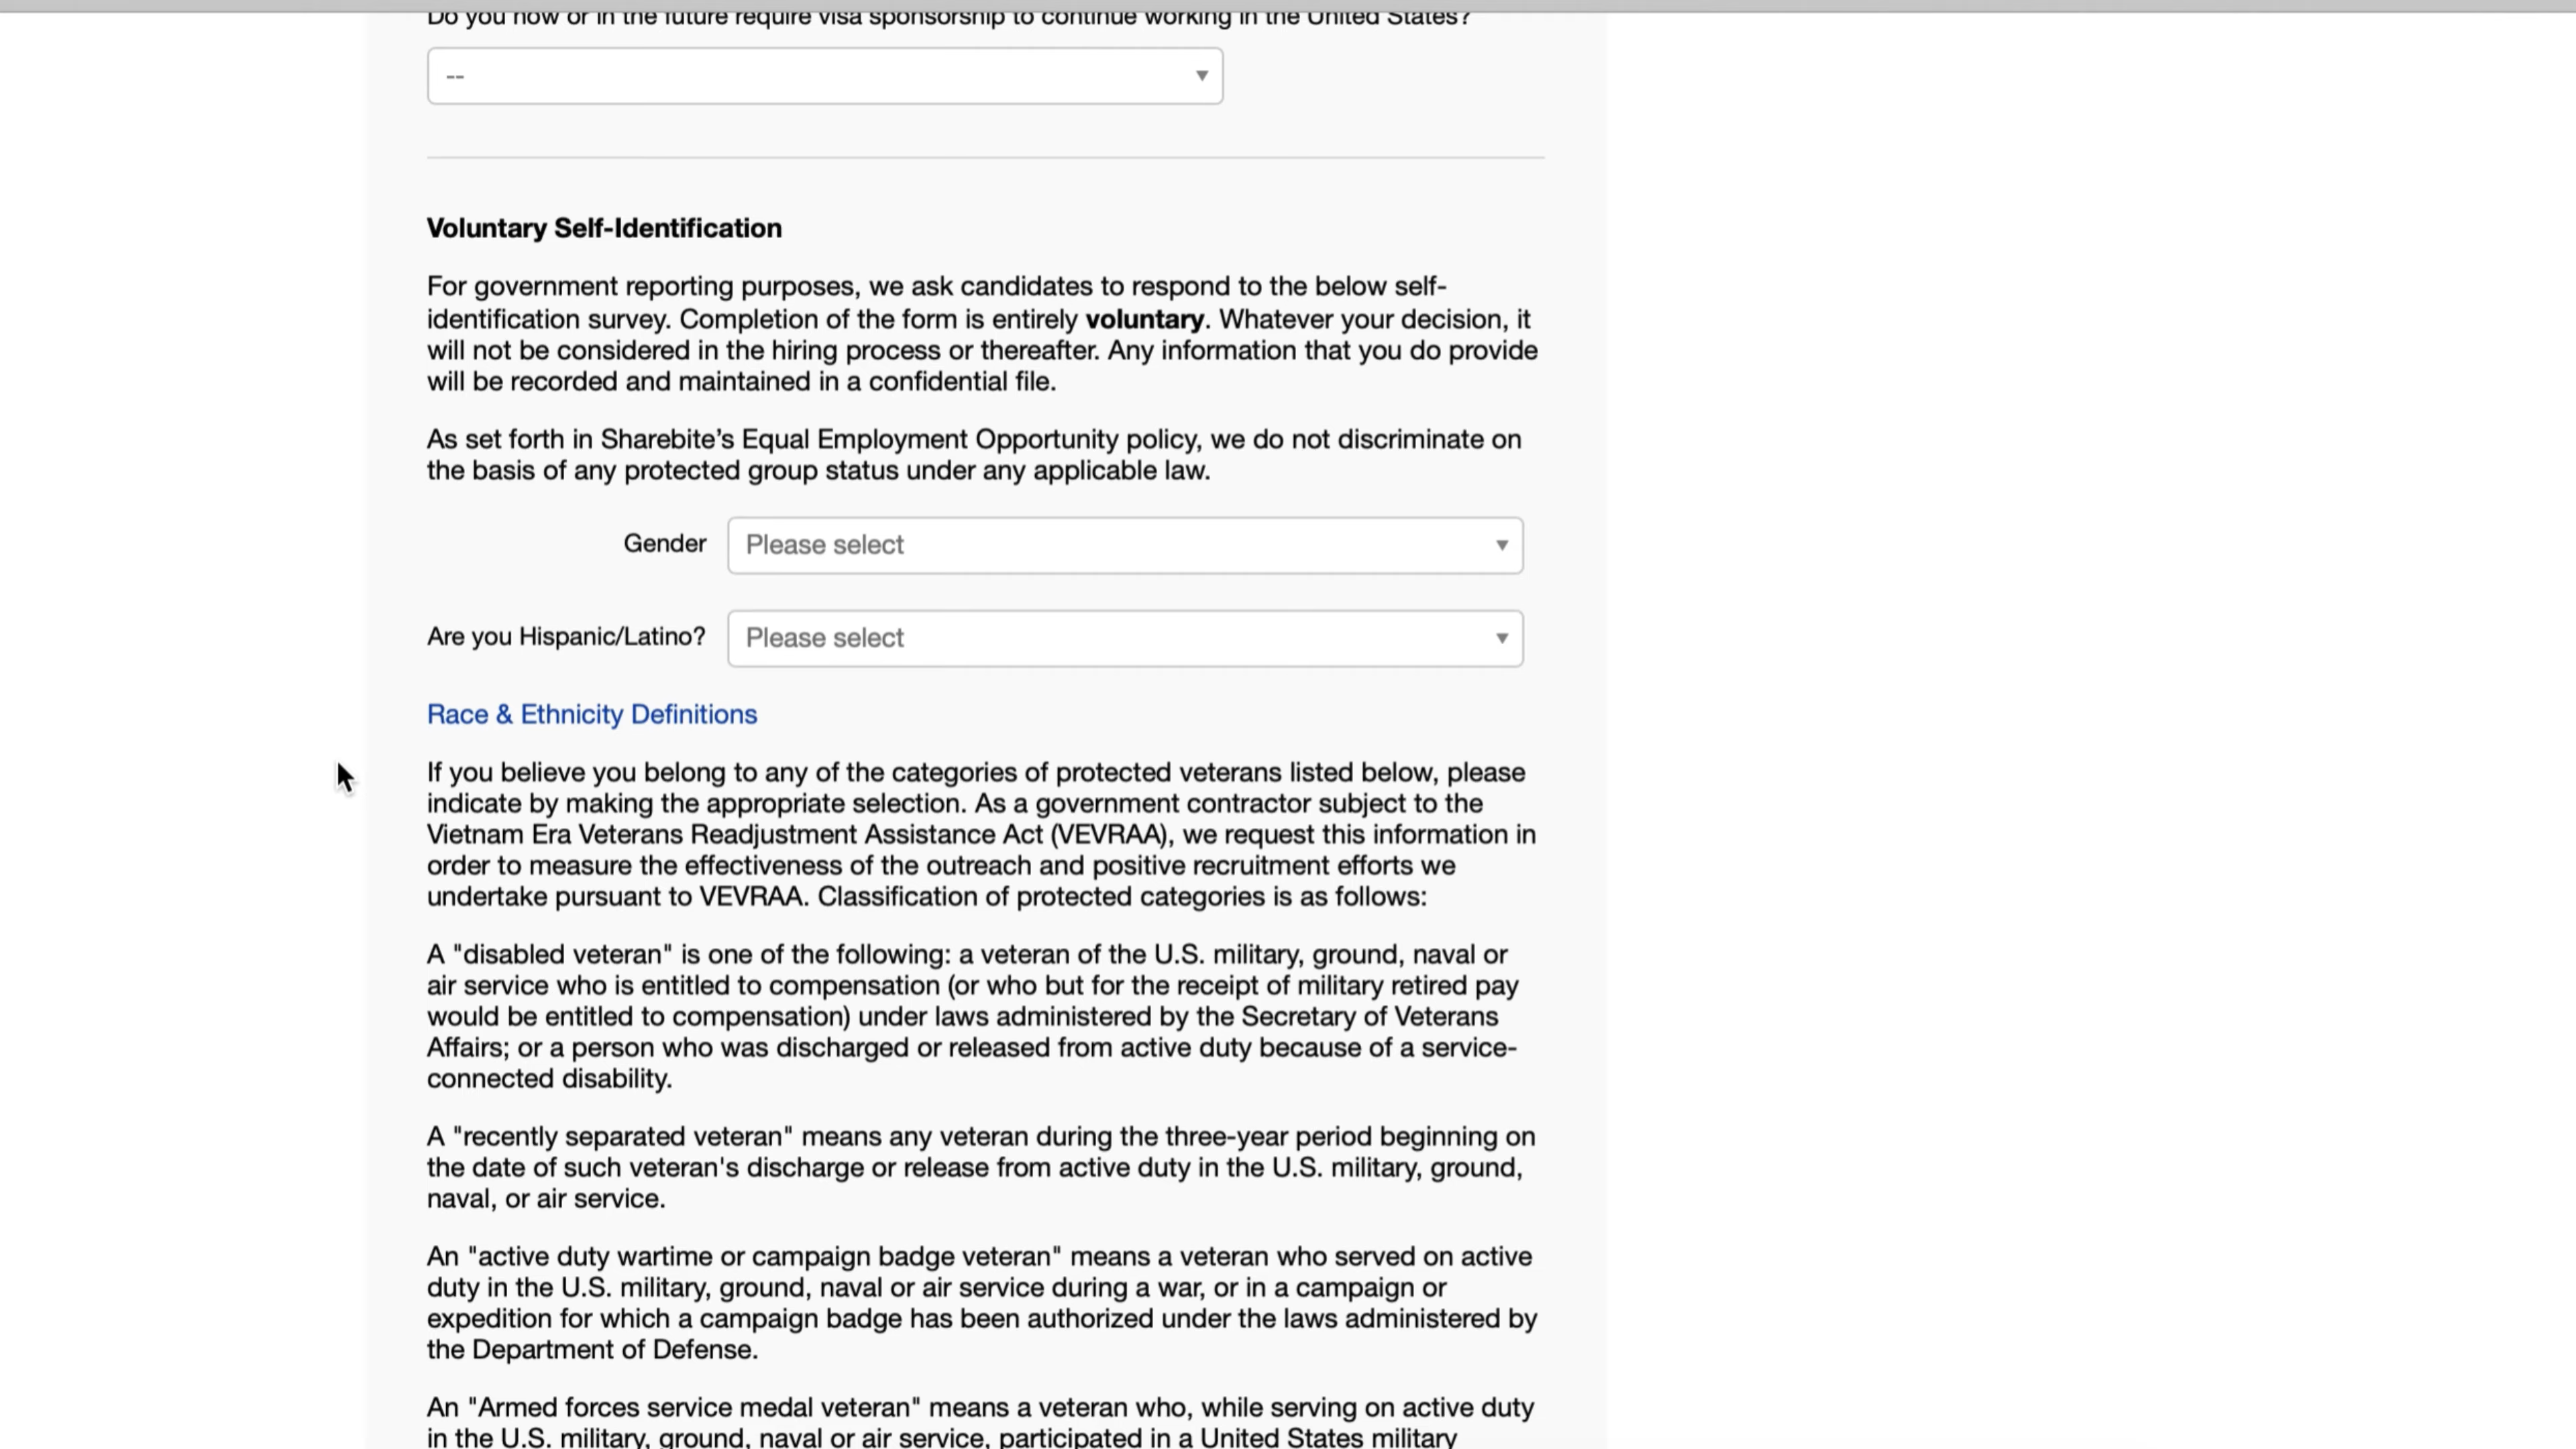 Do you now or in the future require visa sponsorship to continue working in the United States?
--
Voluntary Self-Identification
For government reporting purposes, we ask candidates to respond to the below self-
identification survey. Completion of the form is entirely voluntary. Whatever your decision, it
will not be considered in the hiring process or thereafter. Any information that you do provide
will be recorded and maintained in a confidential file.
As set forth in Sharebite’s Equal Employment Opportunity policy, we do not discriminate on
the basis of any protected group status under any applicable law.
Gender Please select
Are you Hispanic/Latino? Please select
Race & Ethnicity Definitions
If you believe you belong to any of the categories of protected veterans listed below, please
indicate by making the appropriate selection. As a government contractor subject to the
Vietnam Era Veterans Readjustment Assistance Act (VEVRAA), we request this information in
order to measure the effectiveness of the outreach and positive recruitment efforts we
undertake pursuant to VEVRAA. Classification of protected categories is as follows:
A "disabled veteran" is one of the following: a veteran of the U.S. military, ground, naval or
air service who is entitled to compensation (or who but for the receipt of military retired pay
would be entitled to compensation) under laws administered by the Secretary of Veterans
Affairs; or a person who was discharged or released from active duty because of a service-
connected disability.
A "recently separated veteran" means any veteran during the three-year period beginning on
the date of such veteran's discharge or release from active duty in the U.S. military, ground,
naval, or air service.
An "active duty wartime or campaign badge veteran" means a veteran who served on active
duty in the U.S. military, ground, naval or air service during a war, or in a campaign or
expedition for which a campaign badge has been authorized under the laws administered by
the Department of Defense.
An "Armed forces service medal veteran" means a veteran who, while serving on active duty
in the U.S. military, ground, naval or air service, participated in a United States military